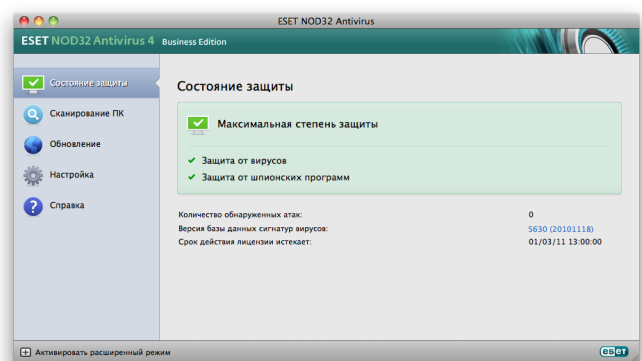 ESET NOD32 Antivirus
ESET NOD32 Antivirus 4 Business Edition
Состояние защиты
Сканирование ПК
Обновление
Настройка
Справка
Состояние защиты
Максимальная степень защиты
Защита от вирусов
Защита от шпионских программ
Количество обнаруженных атак: 0
Версия базы данных сигнатур вирусов: 5630 (20101118)
Срок действия лицензии истекает: 01/03/11 13:00:00
Активировать расширенный режим
eseT